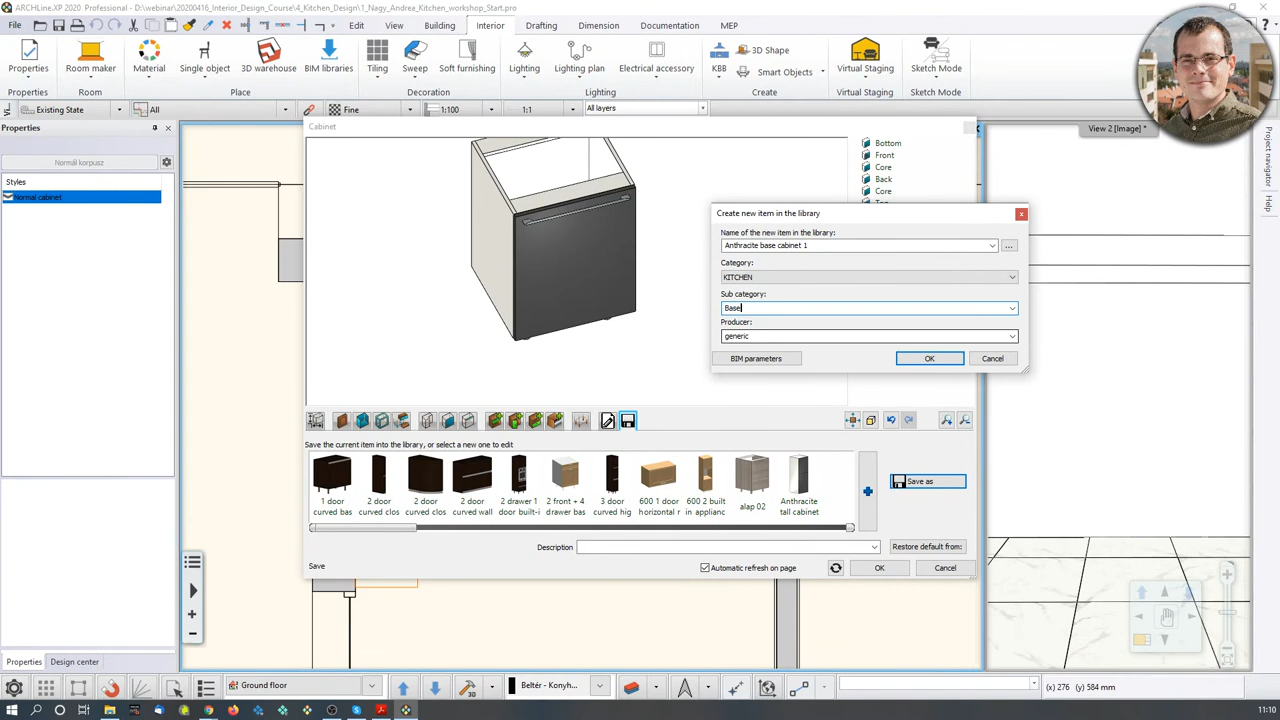 ARCHLine.XP 2020 Professional - D:\webinar\20200416_Interior_Design_Course\4_Kitchen_Design\1_Nagy_Andrea_Kitchen_workshop_Start.pro
File
Edit View Building Interior Drafting Dimension Documentation MEP
Properties
Room maker
Material
Single object
3D warehouse
BIM libraries
Tiling
Sweep
Soft furnishing
Lighting
Lighting plan
Electrical accessory
KBB
3D Shape
Smart Objects
Virtual Staging
Sketch Mode
Properties
Room
Place
Decoration
Lighting
Create
Virtual Staging
Sketch Mode
Existing State
All
Fine
1:100
1:1
All layers
Properties
Normál korpusz
Styles
Normal cabinet
Cabinet
Bottom
Front
Core
Back
Core
View 2 [Image] *
Project navigator
Help
Create new item in the library
Name of the new item in the library:
Anthracite base cabinet 1
...
Category:
KITCHEN
Sub category:
Base
Producer:
generic
BIM parameters
OK
Cancel
Save the current item into the library, or select a new one to edit
1 door curved bas
2 door curved clos
2 door curved clos
2 door curved wall
2 drawer 1 door built-i
2 front + 4 drawer bas
3 door curved hig
600 1 door horizontal r
600 2 built in applianc
alap 02
Anthracite tall cabinet
Save as
Description
Restore default from:
Save
Automatic refresh on page
OK
Cancel
Properties
Design center
Ground floor
Beltér - Konyh...
(x) 276 (y) 584 mm
11:10